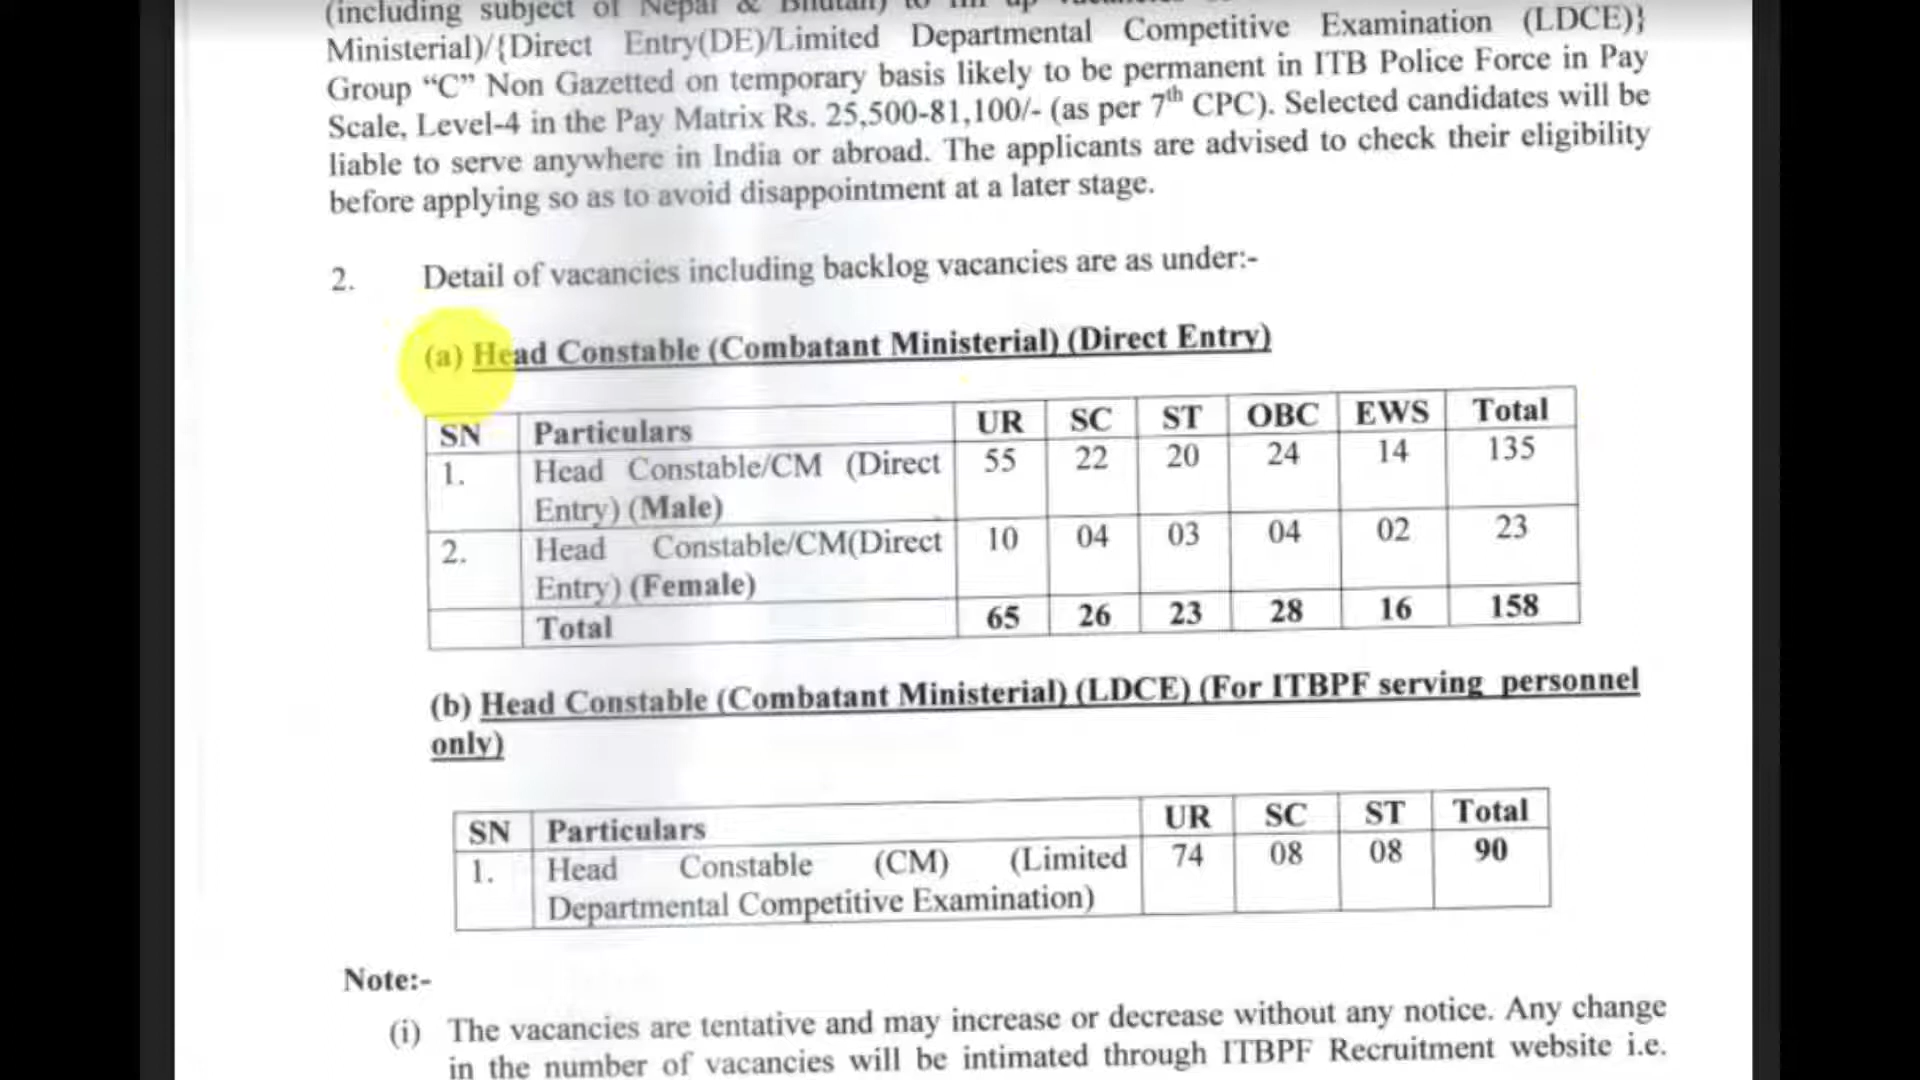 (including subject of Nepal & Bhutan) to fill up
Ministerial)/{Direct Entry(DE)/Limited Departmental Competitive Examination (LDCE)}
Group “C” Non Gazetted on temporary basis likely to be permanent in ITB Police Force in Pay
Scale, Level-4 in the Pay Matrix Rs. 25,500-81,100/- (as per 7th CPC). Selected candidates will be
liable to serve anywhere in India or abroad. The applicants are advised to check their eligibility
before applying so as to avoid disappointment at a later stage.
2. Detail of vacancies including backlog vacancies are as under:-
(a) Head Constable (Combatant Ministerial) (Direct Entry)
SN Particulars UR SC ST OBC EWS Total
1. Head Constable/CM (Direct 55 22 20 24 14 135
Entry) (Male)
2. Head Constable/CM(Direct 10 04 03 04 02 23
Entry) (Female)
Total 65 26 23 28 16 158
(b) Head Constable (Combatant Ministerial) (LDCE) (For ITBPF serving personnel
only)
SN Particulars UR SC ST Total
1. Head Constable (CM) (Limited 74 08 08 90
Departmental Competitive Examination)
Note:-
(i) The vacancies are tentative and may increase or decrease without any notice. Any change
in the number of vacancies will be intimated through ITBPF Recruitment website i.e.